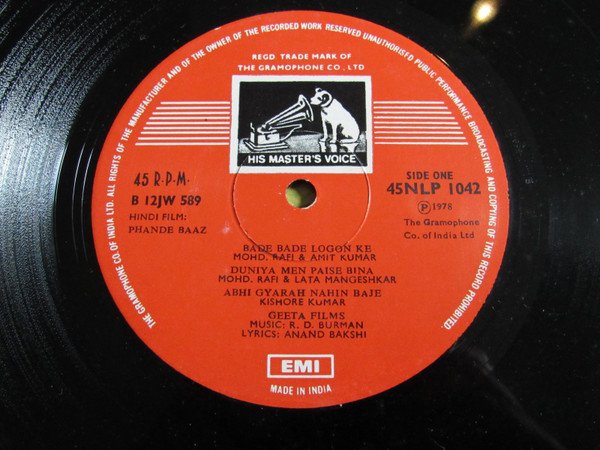 THE GRAMOPHONE CO. OF INDIA LTD. ALL RIGHTS OF THE MANUFACTURER AND OF THE OWNER OF THE RECORDED WORK RESERVED UNAUTHORISED PUBLIC PERFORMANCE BROADCASTING AND COPYING OF THIS RECORD PROHIBITED
REGD. TRADE MARK OF
THE GRAMOPHONE CO., LTD
HIS MASTER'S VOICE
45 R·P·M·
B 12JW 589
HINDI FILM:
PHANDE BAAZ
SIDE ONE
45NLP 1042
Ⓟ 1978
The Gramophone
Co. of India Ltd
BADE BADE LOGON KE
MOHD. RAFI & AMIT KUMAR
DUNIYA MEN PAISE BINA
MOHD. RAFI & LATA MANGESHKAR
ABHI GYARAH NAHIN BAJE
KISHORE KUMAR
GEETA FILMS
MUSIC: R. D. BURMAN
LYRICS: ANAND BAKSHI
EMI
MADE IN INDIA